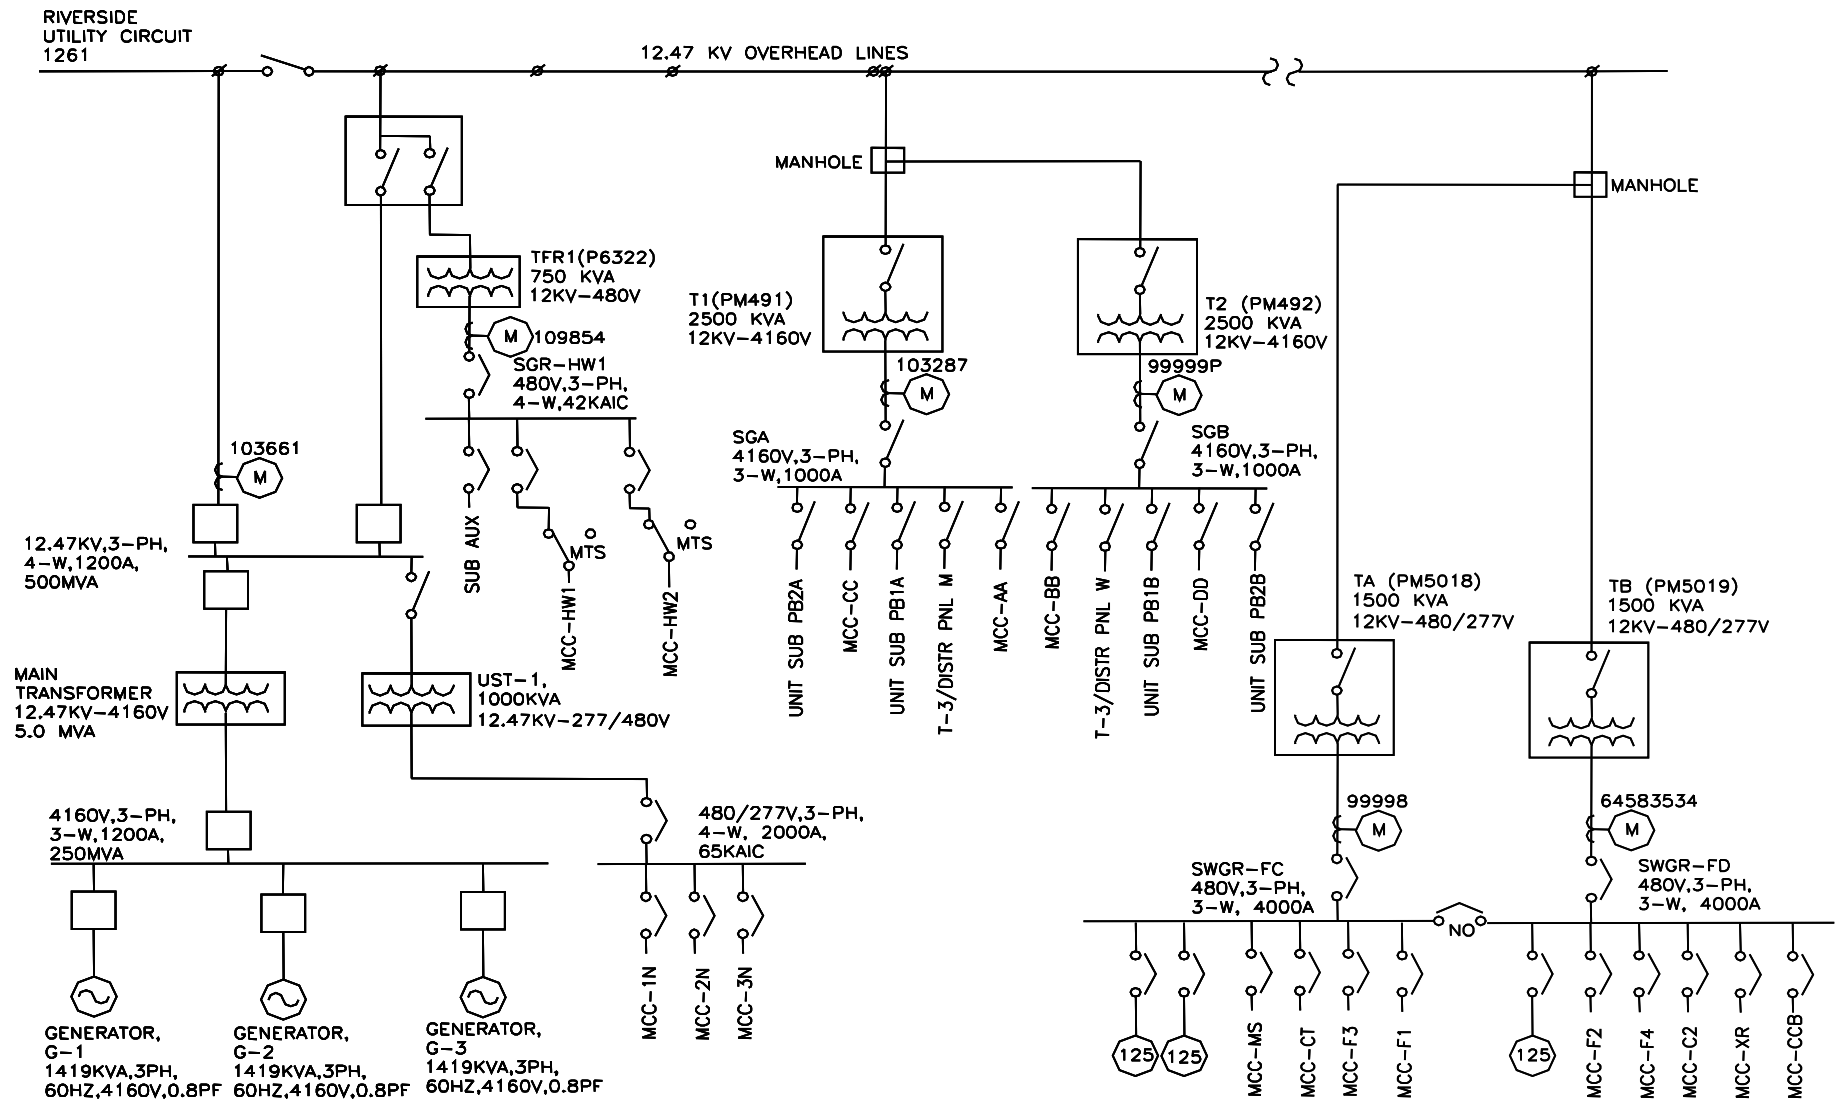 RIVERSIDE
UTILITY CIRCUIT
1261
12.47 KV OVERHEAD LINES
MANHOLE
MANHOLE
TFR1(P6322)
750 KVA
12KV-480V
M
109854
SGR-HW1
480V,3-PH,
4-W,42KAIC
T1(PM491)
2500 KVA
12KV-4160V
T2 (PM492)
2500 KVA
12KV-4160V
103287
M
99999P
M
103661
M
SGA
4160V,3-PH,
3-W,1000A
SGB
4160V,3-PH,
3-W,1000A
12.47KV,3-PH,
4-W,1200A,
500MVA
SUB AUX
MTS
MCC-HW1
MTS
MCC-HW2
UNIT SUB PB2A
MCC-CC
UNIT SUB PB1A
T-3/DISTR PNL M
MCC-AA
MCC-BB
T-3/DISTR PNL W
UNIT SUB PB1B
MCC-DD
UNIT SUB PB2B
TA (PM5018)
1500 KVA
12KV-480/277V
TB (PM5019)
1500 KVA
12KV-480/277V
MAIN
TRANSFORMER
12.47KV-4160V
5.0 MVA
UST-1,
1000KVA
12.47KV-277/480V
4160V,3-PH,
3-W,1200A,
250MVA
480/277V,3-PH,
4-W, 2000A,
65KAIC
99998
M
64583534
M
SWGR-FC
480V,3-PH,
3-W, 4000A
SWGR-FD
480V,3-PH,
3-W, 4000A
NO
MCC-1N
MCC-2N
MCC-3N
GENERATOR,
G-1
1419KVA,3PH,
60HZ,4160V,0.8PF
GENERATOR,
G-2
1419KVA,3PH,
60HZ,4160V,0.8PF
GENERATOR,
G-3
1419KVA,3PH,
60HZ,4160V,0.8PF
125
125
MCC-MS
MCC-CT
MCC-F3
MCC-F1
125
MCC-F2
MCC-F4
MCC-C2
MCC-XR
MCC-CCB